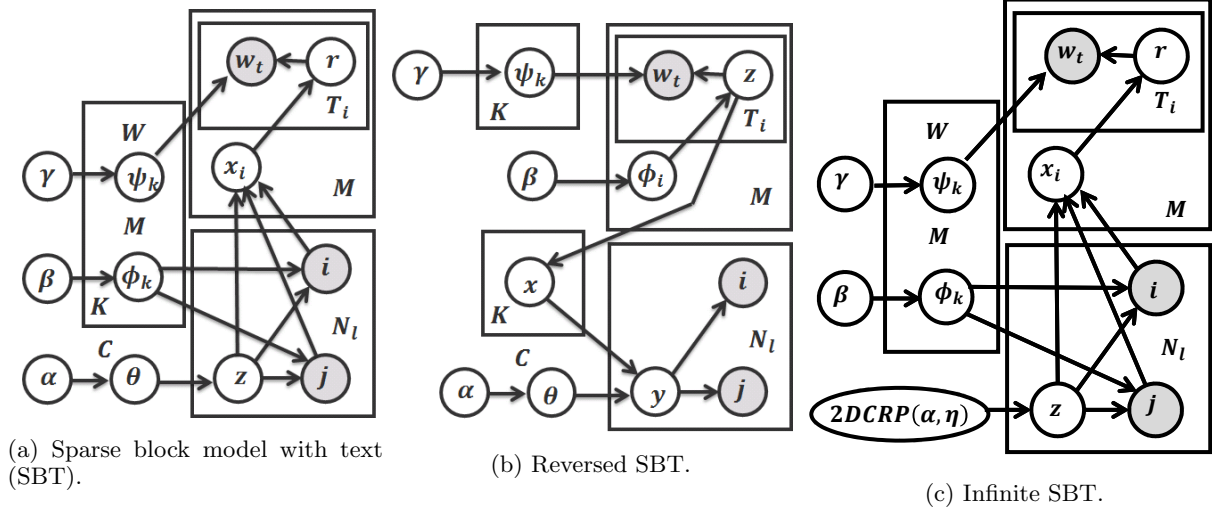 w_t
r
T_i
W
γ
ψ_k
x_i
M
M
β
ϕ_k
K
i
N_l
C
α
θ
z
j
(a) Sparse block model with text
(SBT).
γ
ψ_k
K
w_t
z
T_i
β
ϕ_i
M
x
K
i
N_l
C
α
θ
y
j
(b) Reversed SBT.
w_t
r
T_i
W
γ
ψ_k
x_i
M
M
β
ϕ_k
i
N_l
2DCRP(α,η)
z
j
(c) Infinite SBT.